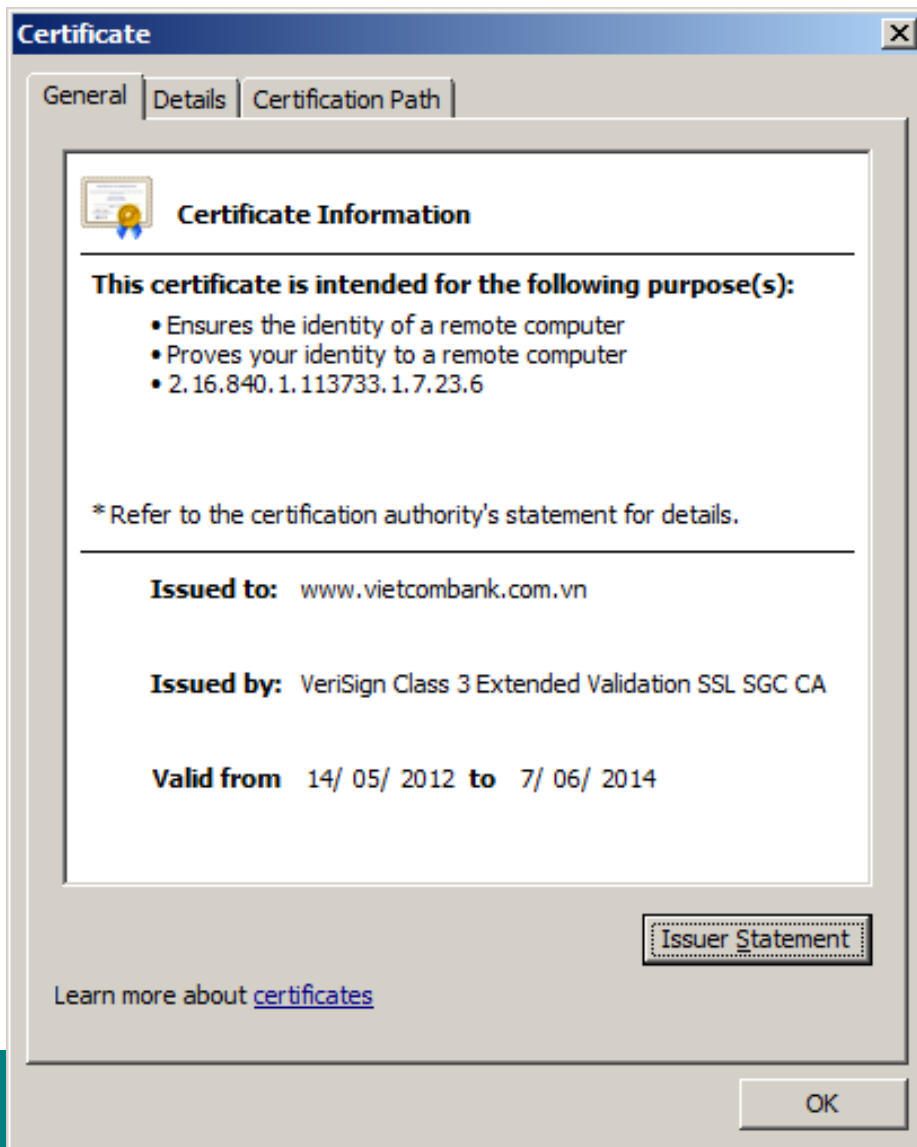 Certificate
General Details Certification Path
Certificate Information
This certificate is intended for the following purpose(s):
• Ensures the identity of a remote computer
• Proves your identity to a remote computer
• 2.16.840.1.113733.1.7.23.6
* Refer to the certification authority's statement for details.
Issued to: www.vietcombank.com.vn
Issued by: VeriSign Class 3 Extended Validation SSL SGC CA
Valid from 14/ 05/ 2012 to 7/ 06/ 2014
Issuer Statement
Learn more about certificates
OK